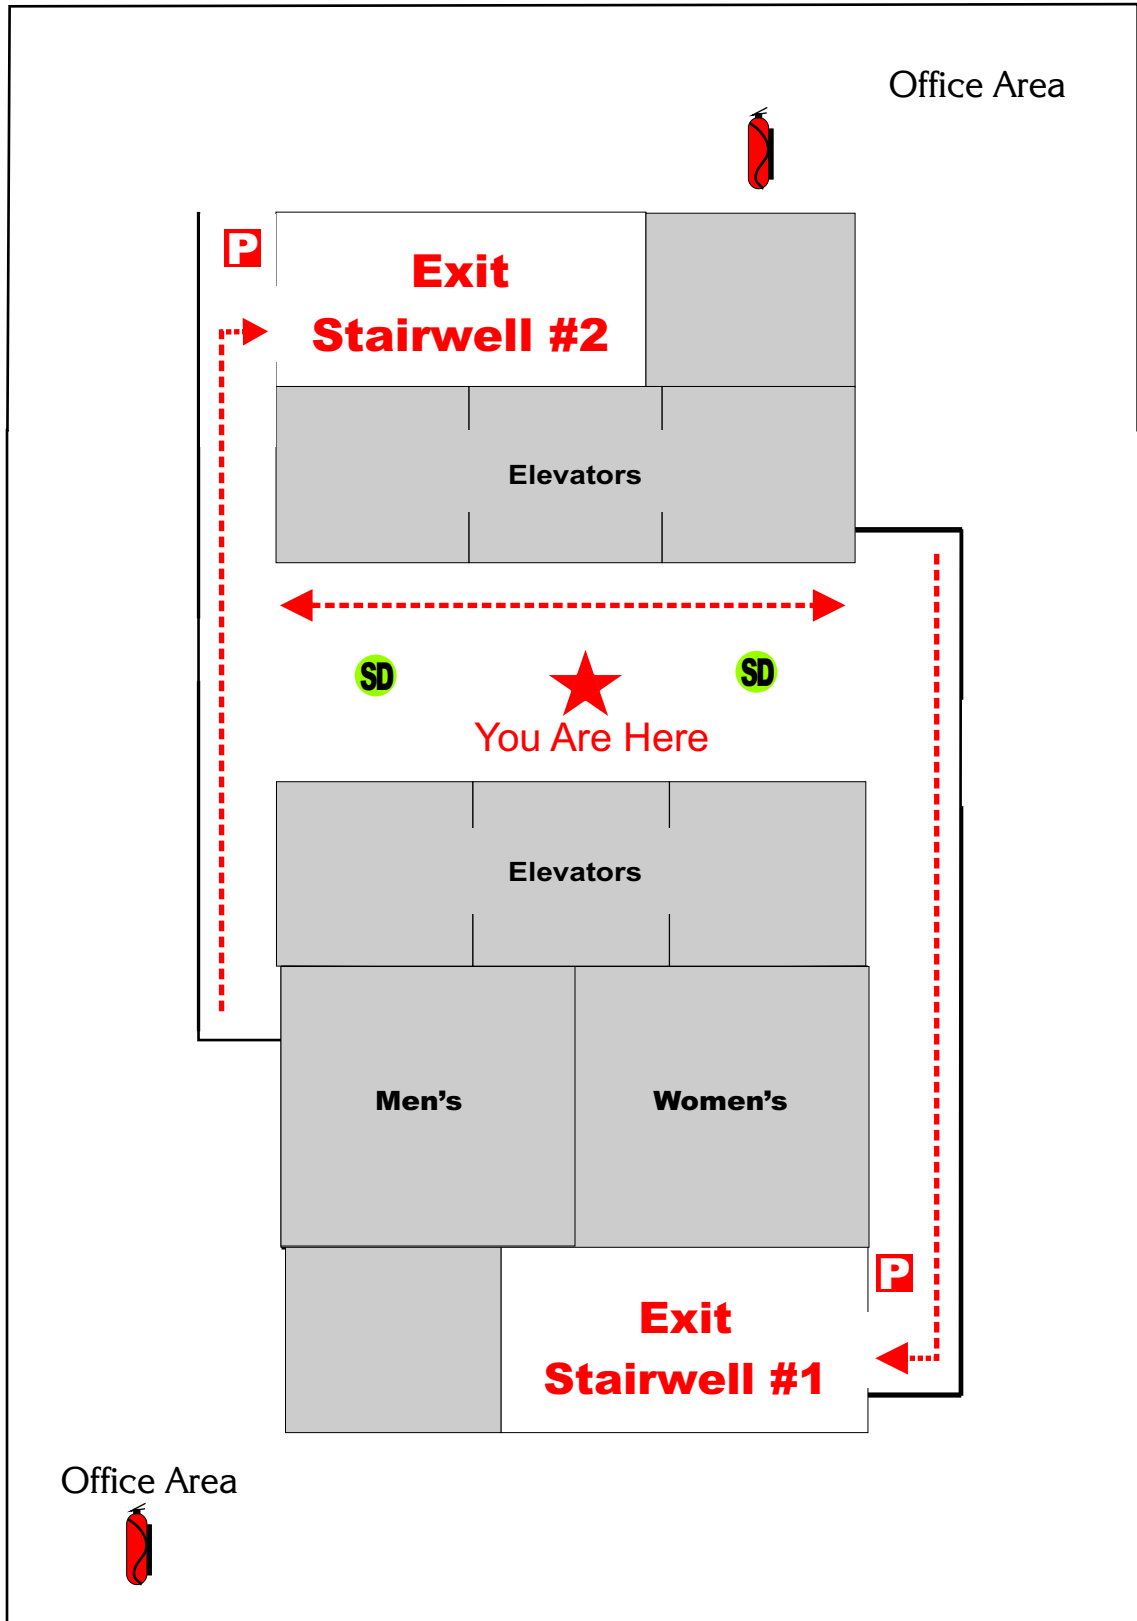 Office Area
P
Exit
Stairwell #2
Elevators
SD
SD
You Are Here
Elevators
Men’s
Women’s
P
Exit
Stairwell #1
Office Area